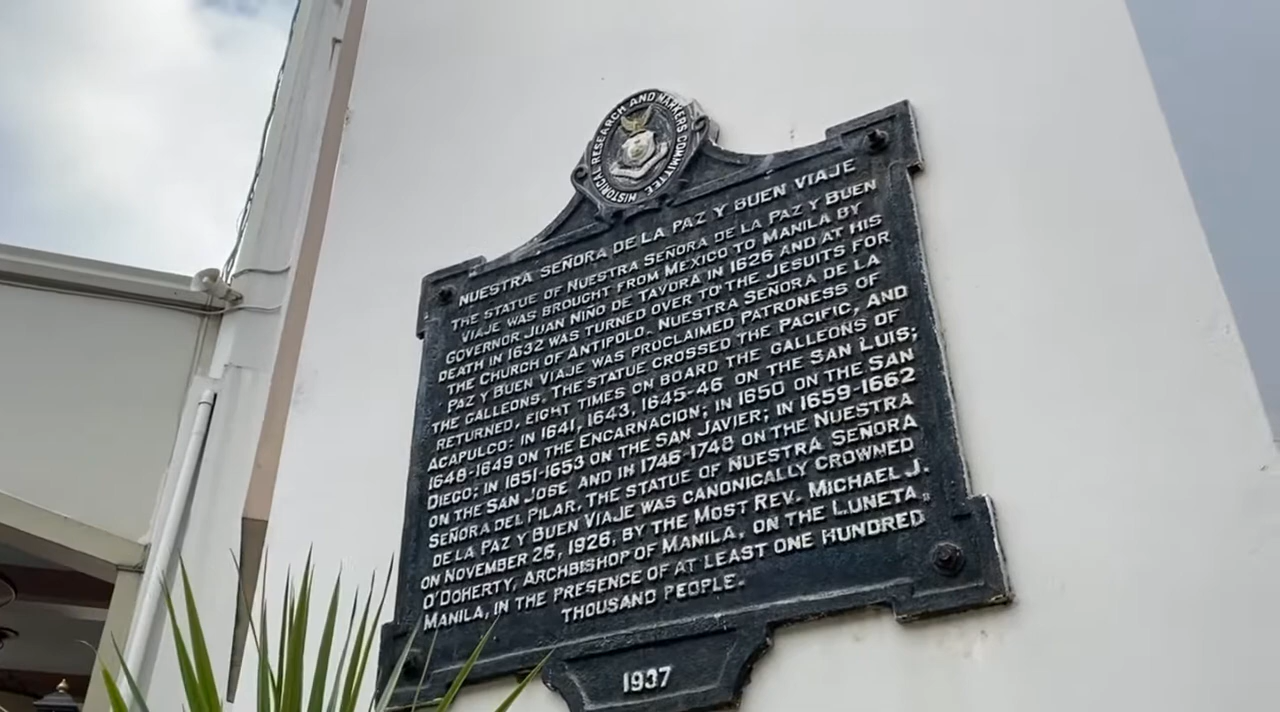 HISTORICAL RESEARCH AND MARKERS COMMITTEE
NUESTRA SEÑORA DE LA PAZ Y BUEN VIAJE
THE STATUE OF NUESTRA SEÑORA DE LA PAZ Y BUEN
VIAJE WAS BROUGHT FROM MEXICO TO MANILA BY
GOVERNOR JUAN NIÑO DE TAVORA IN 1626 AND AT HIS
DEATH IN 1632 WAS TURNED OVER TO THE JESUITS FOR
THE CHURCH OF ANTIPOLO. NUESTRA SEÑORA DE LA
PAZ Y BUEN VIAJE WAS PROCLAIMED PATRONESS OF
THE GALLEONS. THE STATUE CROSSED THE PACIFIC, AND
RETURNED, EIGHT TIMES ON BOARD THE GALLEONS OF
ACAPULCO: IN 1641, 1643, 1645-46 ON THE SAN LUIS;
1648-1649 ON THE ENCARNACION; IN 1650 ON THE SAN
DIEGO; IN 1651-1653 ON THE SAN JAVIER; IN 1659-1662
ON THE SAN JOSE AND IN 1746-1748 ON THE NUESTRA
SEÑORA DEL PILAR. THE STATUE OF NUESTRA SEÑORA
DE LA PAZ Y BUEN VIAJE WAS CANONICALLY CROWNED
ON NOVEMBER 26, 1926, BY THE MOST REV. MICHAEL J.
O'DOHERTY, ARCHBISHOP OF MANILA, ON THE LUNETA,
MANILA, IN THE PRESENCE OF AT LEAST ONE HUNDRED
THOUSAND PEOPLE.
1937